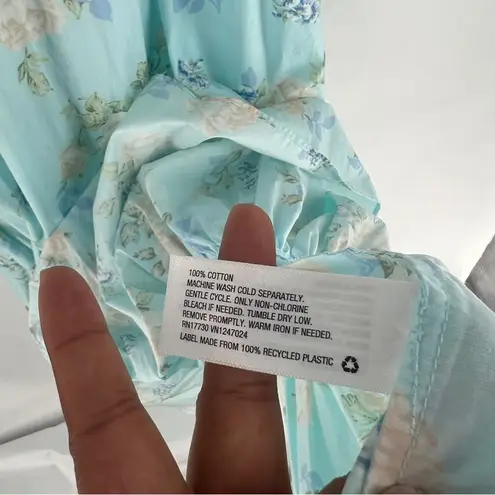 100% COTTON
MACHINE WASH COLD SEPARATELY.
GENTLE CYCLE. ONLY NON-CHLORINE
BLEACH IF NEEDED. TUMBLE DRY LOW.
REMOVE PROMPTLY. WARM IRON IF NEEDED.
RN17730 VN1247024
LABEL MADE FROM 100% RECYCLED PLASTIC